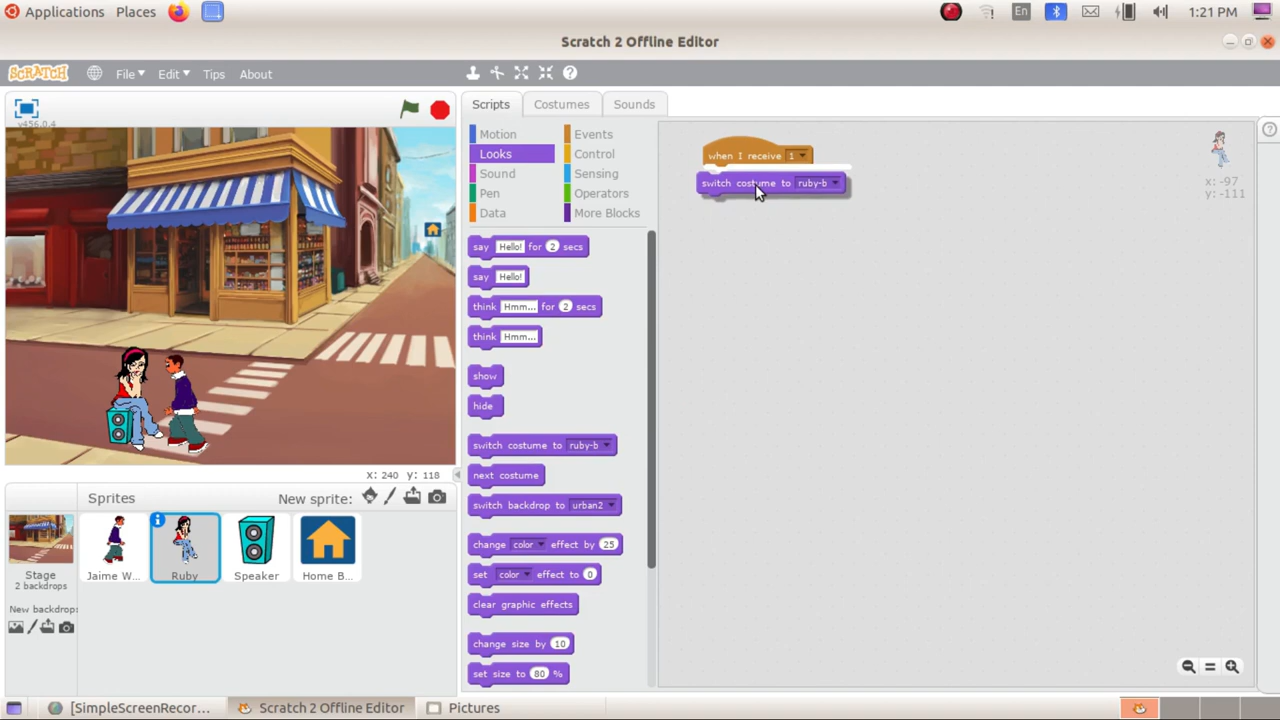 Applications Places En 1:21 PM
Scratch 2 Offline Editor
SCRATCH File Edit Tips About
v456.0.4
Scripts Costumes Sounds
Motion Events
Looks Control
Sound Sensing
Pen Operators
Data More Blocks
say Hello! for 2 secs
say Hello!
think Hmm... for 2 secs
think Hmm...
show
hide
switch costume to ruby-b
next costume
switch backdrop to urban2
change color effect by 25
set color effect to 0
clear graphic effects
change size by 10
set size to 80 %
when I receive 1
switch costume to ruby-b
x: -97
y: -111
x: 240 y: 118
Sprites New sprite:
Stage
2 backdrops
New backdrop:
Jaime W... Ruby Speaker Home B...
[SimpleScreenRecor... Scratch 2 Offline Editor Pictures